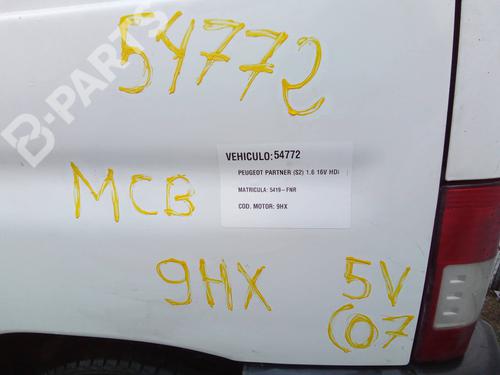 54772
B-PARTS
VEHICULO:54772
PEUGEOT PARTNER (S2) 1.6 16V HDi
MATRICULA: 5419-FNR
COD. MOTOR: 9HX
MCB
9HX
5V
(07